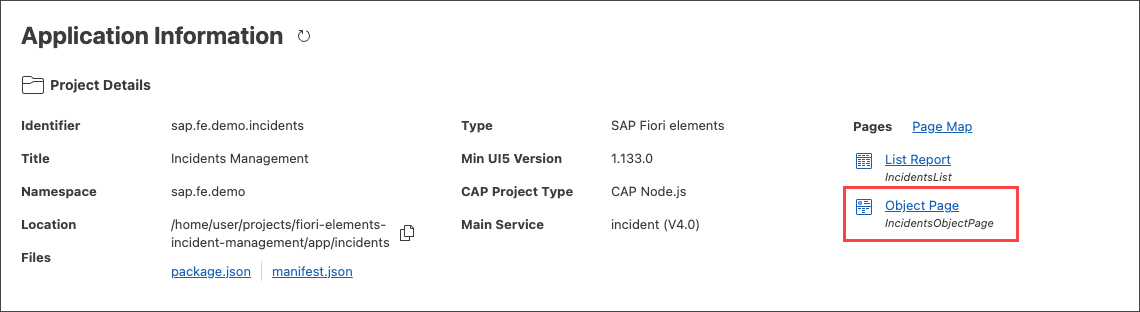 Application Information
Project Details
Identifier sap.fe.demo.incidents
Title Incidents Management
Namespace sap.fe.demo
Location /home/user/projects/fiori-elements-
incident-management/app/incidents
Files package.json manifest.json
Type SAP Fiori elements
Min UI5 Version 1.133.0
CAP Project Type CAP Node.js
Main Service incident (V4.0)
Pages Page Map
List Report
IncidentsList
Object Page
IncidentsObjectPage